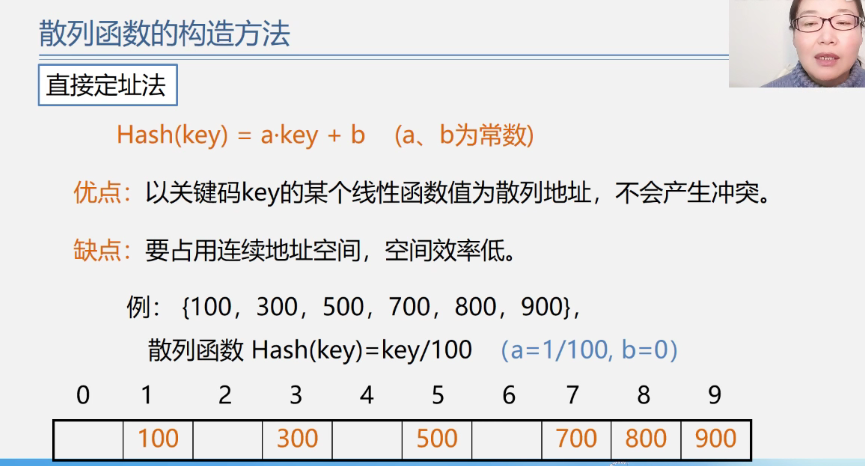 散列函数的构造方法
直接定址法
Hash(key) = a·key + b (a、b为常数)
优点：以关键码key的某个线性函数值为散列地址，不会产生冲突。
缺点：要占用连续地址空间，空间效率低。
例：{100，300，500，700，800，900}，
散列函数 Hash(key)=key/100 （a=1/100, b=0）
0 1 2 3 4 5 6 7 8 9
100 300 500 700 800 900